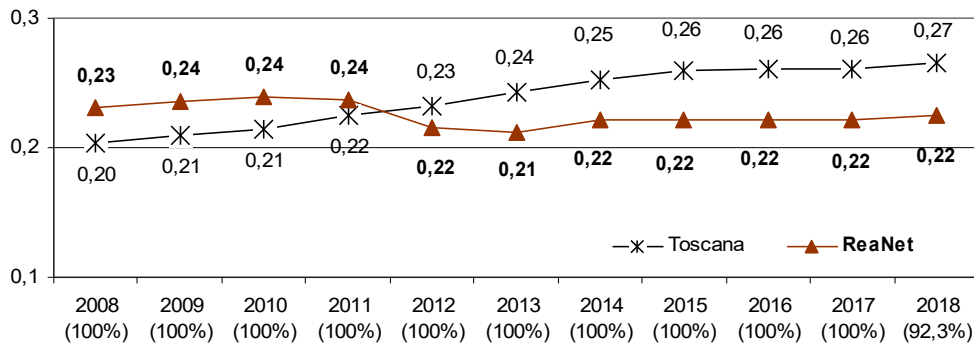 0,3
0,25 0,26 0,26 0,26 0,27
0,23 0,24 0,24 0,24 0,23 0,24
0,2
0,20 0,21 0,21 0,22 0,22 0,21 0,22 0,22 0,22 0,22 0,22
Toscana ReaNet
0,1
2008 2009 2010 2011 2012 2013 2014 2015 2016 2017 2018
(100%) (100%) (100%) (100%) (100%) (100%) (100%) (100%) (100%) (100%) (92,3%)